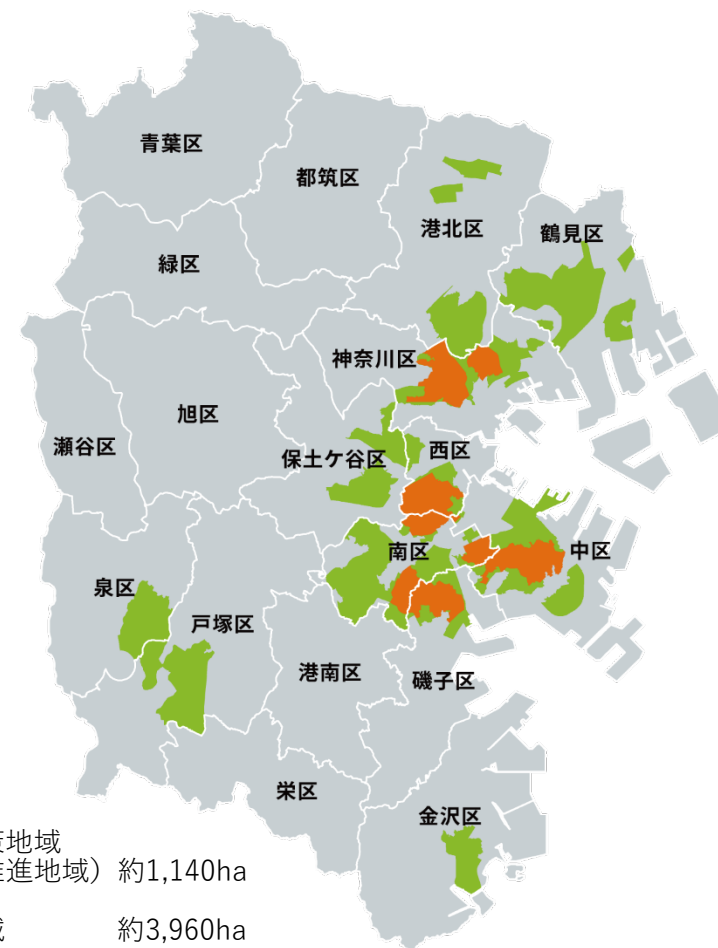 青葉区
都筑区
港北区
鶴見区
緑区
神奈川区
旭区
瀬谷区
保土ケ谷区
西区
南区
中区
泉区
戸塚区
港南区
磯子区
栄区
金沢区
地域
進地域）約1,140ha
約3,960ha